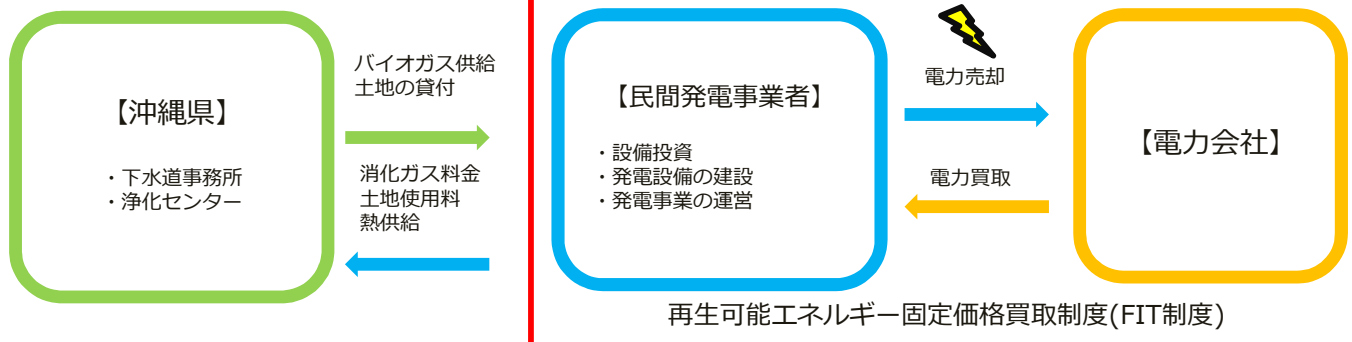 【沖縄県】
・下水道事務所
・浄化センター
バイオガス供給
土地の貸付
消化ガス料金
土地使用料
熱供給
【民間発電事業者】
・設備投資
・発電設備の建設
・発電事業の運営
電力売却
電力買取
【電力会社】
再生可能エネルギー固定価格買取制度(FIT制度)